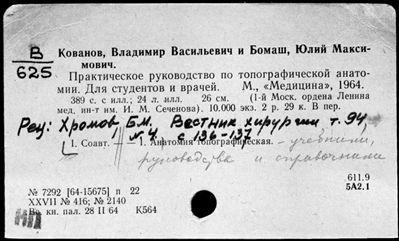 В
625
Кованов, Владимир Васильевич и Бомаш, Юлий Макси-
мович.
Практическое руководство по топографической анато-
мии. Для студентов и врачей. М., «Медицина», 1964.
389 с. с илл.; 24 л. илл. 26 см. (1-й Моск. ордена Ленина
мед. ин-т им. И. М. Сеченова). 10.000 экз. 2 р. 29 к. В пер.
Рец: Хромов Б.М. Вестник хирургии т. 94,
№ 4, с 136-137
I. Соавт. — 1. Анатомия топографическая. - учебники,
руководства и справочники
611.9
5А2.1
№ 7292 [64-15675] п 22
XXVII № 416; № 2140
Вс. кн. пал. 28 II 64 К564
НП